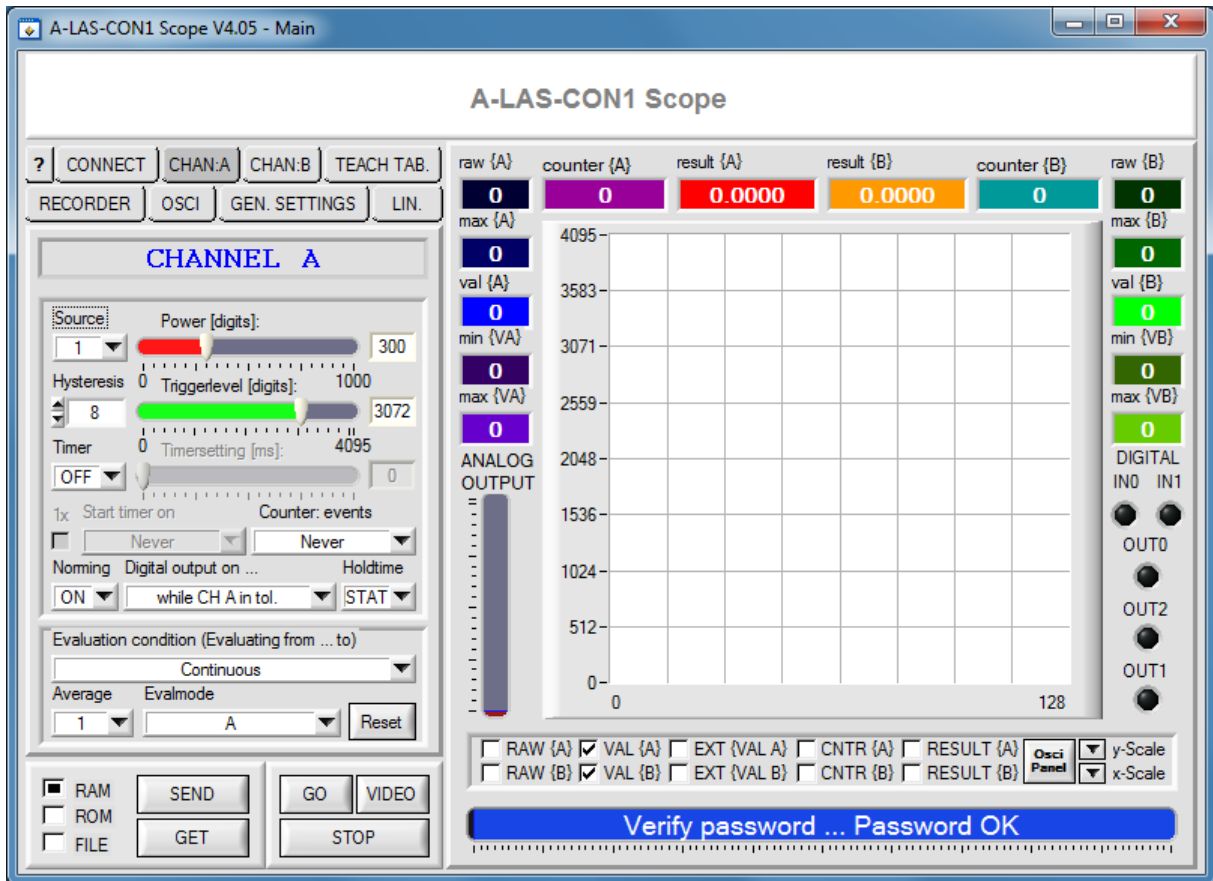 A-LAS-CON1 Scope V4.05 - Main
A-LAS-CON1 Scope
? CONNECT CHAN:A CHAN:B TEACH TAB.
RECORDER OSCI GEN. SETTINGS LIN.
CHANNEL A
Source Power [digits]:
1 300
0 1000
Hysteresis Triggerlevel [digits]:
8 3072
0 4095
Timer Timersetting [ms]:
OFF 0
1x Start timer on Counter: events
Never Never
Norming Digital output on ... Holdtime
ON while CH A in tol. STAT
Evaluation condition (Evaluating from ... to)
Continuous
Average Evalmode
1 A Reset
RAM
ROM
FILE
SEND
GET
GO VIDEO
STOP
raw {A} counter {A} result {A} result {B} counter {B} raw {B}
0 0 0.0000 0.0000 0 0
max {A}
0
val {A}
0
min {VA}
0
max {VA}
0
ANALOG
OUTPUT
4095
3583
3071
2559
2048
1536
1024
512
0
0 128
max {B}
0
val {B}
0
min {VB}
0
max {VB}
0
DIGITAL
IN0 IN1
OUT0
OUT2
OUT1
RAW {A} VAL {A} EXT {VAL A} CNTR {A} RESULT {A}
RAW {B} VAL {B} EXT {VAL B} CNTR {B} RESULT {B}
Osci
Panel
y-Scale
x-Scale
Verify password ... Password OK